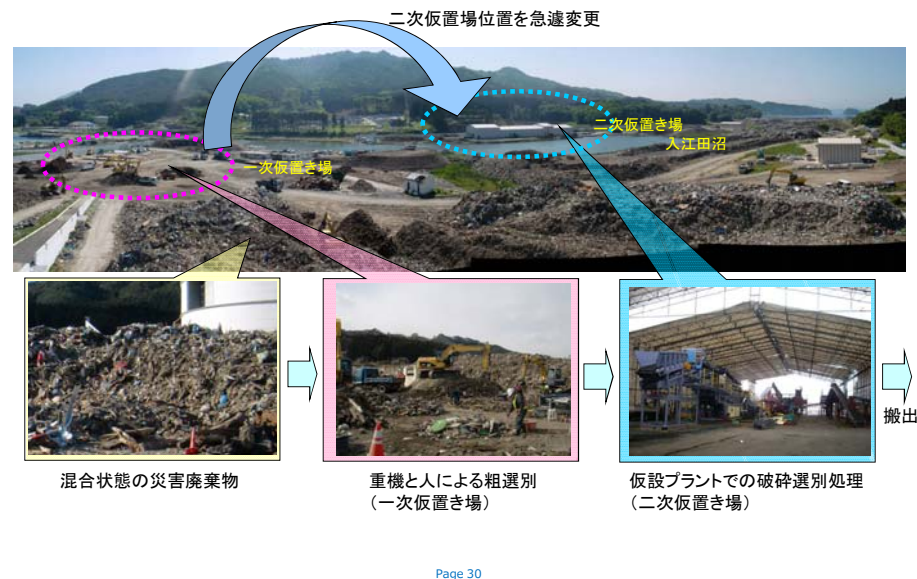 二次仮置場位置を急遽変更
二次仮置き場
入江田沼
一次仮置き場
搬出
混合状態の災害廃棄物
重機と人による粗選別
（一次仮置き場）
仮設プラントでの破砕選別処理
（二次仮置き場）
Page 30